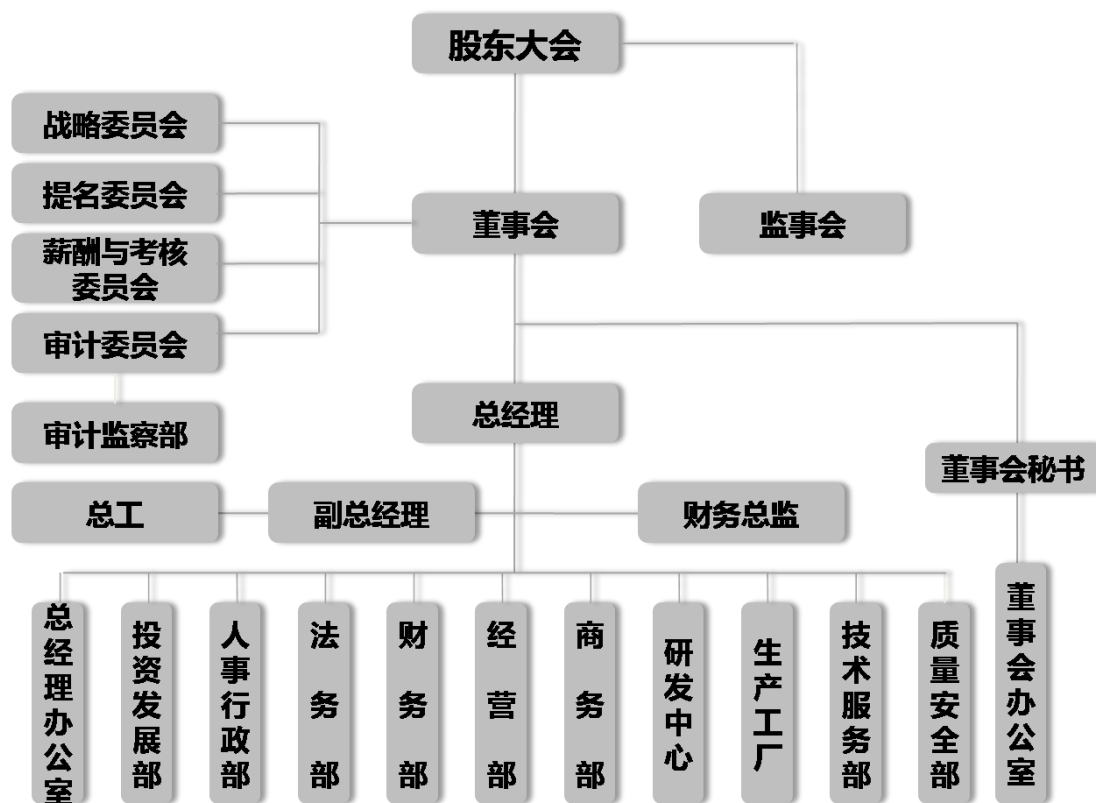 股东大会
战略委员会
提名委员会
董事会
监事会
薪酬与考核
委员会
审计委员会
总经理
审计监察部
董事会秘书
总工
副总经理
财务总监
总经理办公室
投资发展部
人事行政部
法务部
财务部
经营部
商务部
研发中心
生产工厂
技术服务部
质量安全部
董事会办公室